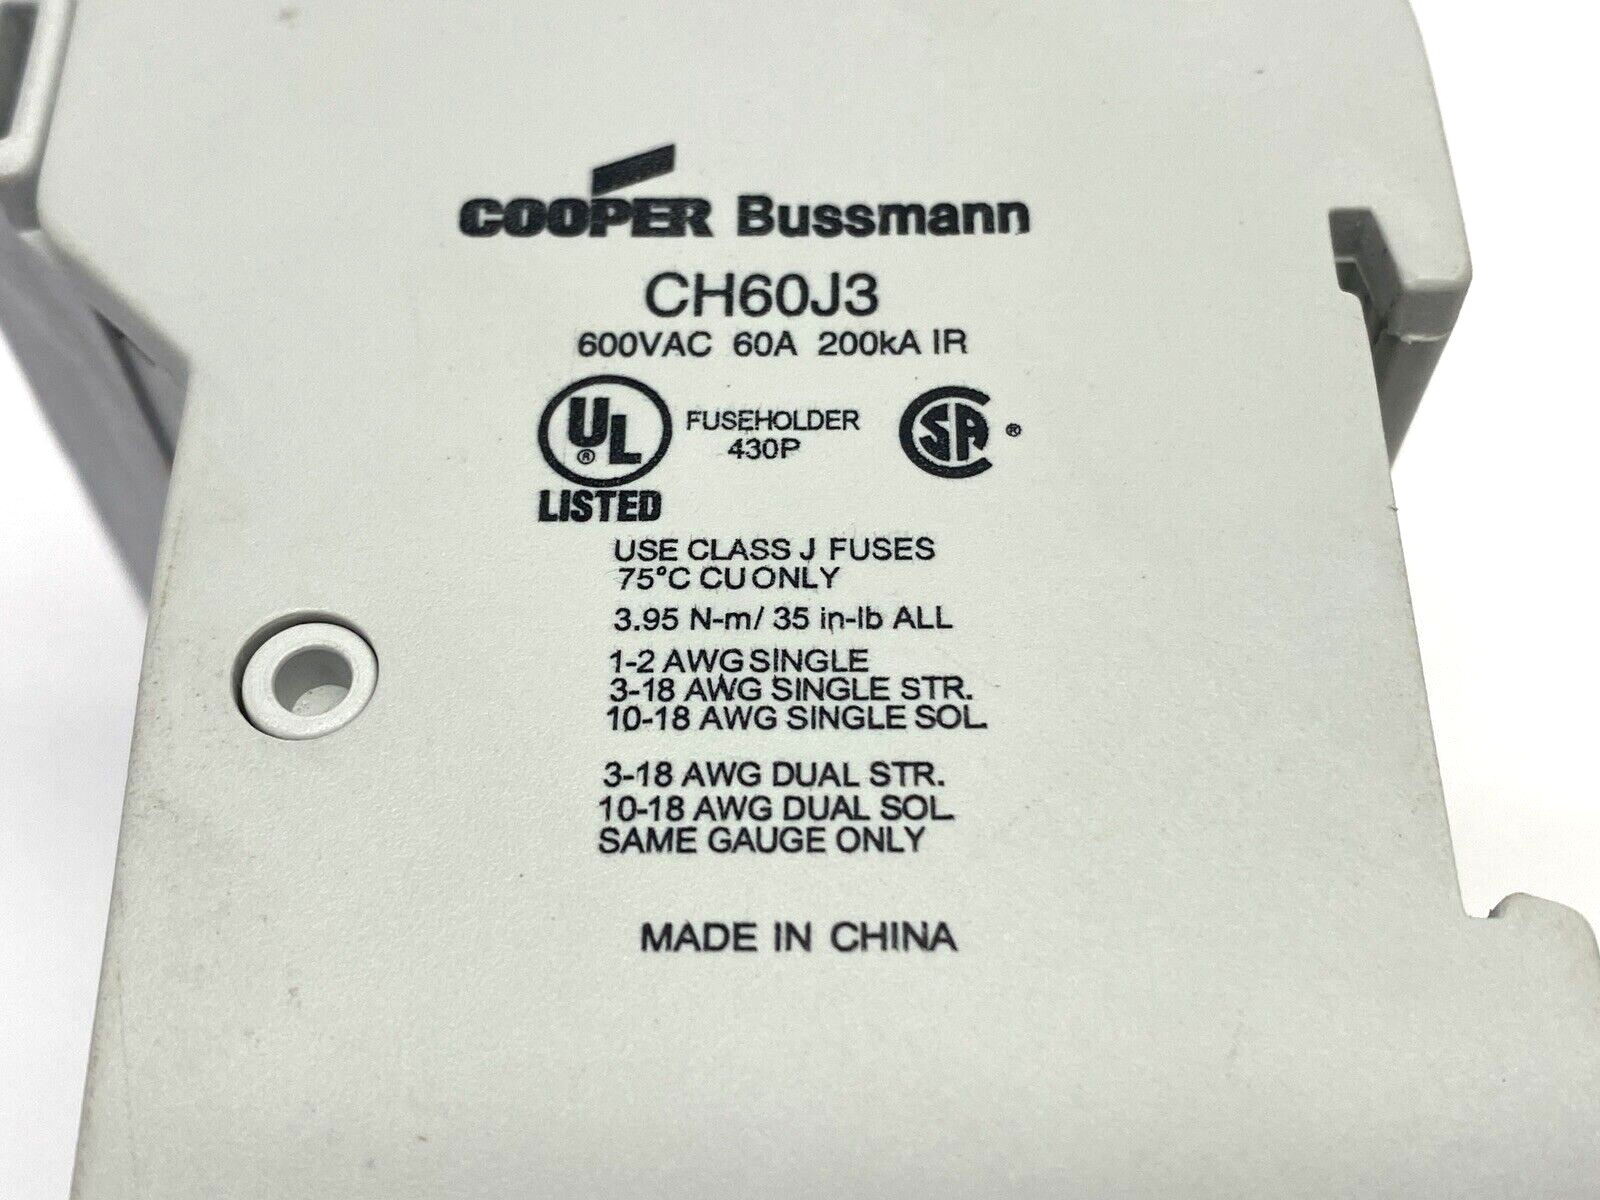 COOPER Bussmann
CH60J3
600VAC 60A 200kA IR
UL
®
LISTED
FUSEHOLDER
430P
SA ®
USE CLASS J FUSES
75°C CU ONLY
3.95 N-m/ 35 in-lb ALL
1-2 AWG SINGLE
3-18 AWG SINGLE STR.
10-18 AWG SINGLE SOL.
3-18 AWG DUAL STR.
10-18 AWG DUAL SOL.
SAME GAUGE ONLY
MADE IN CHINA